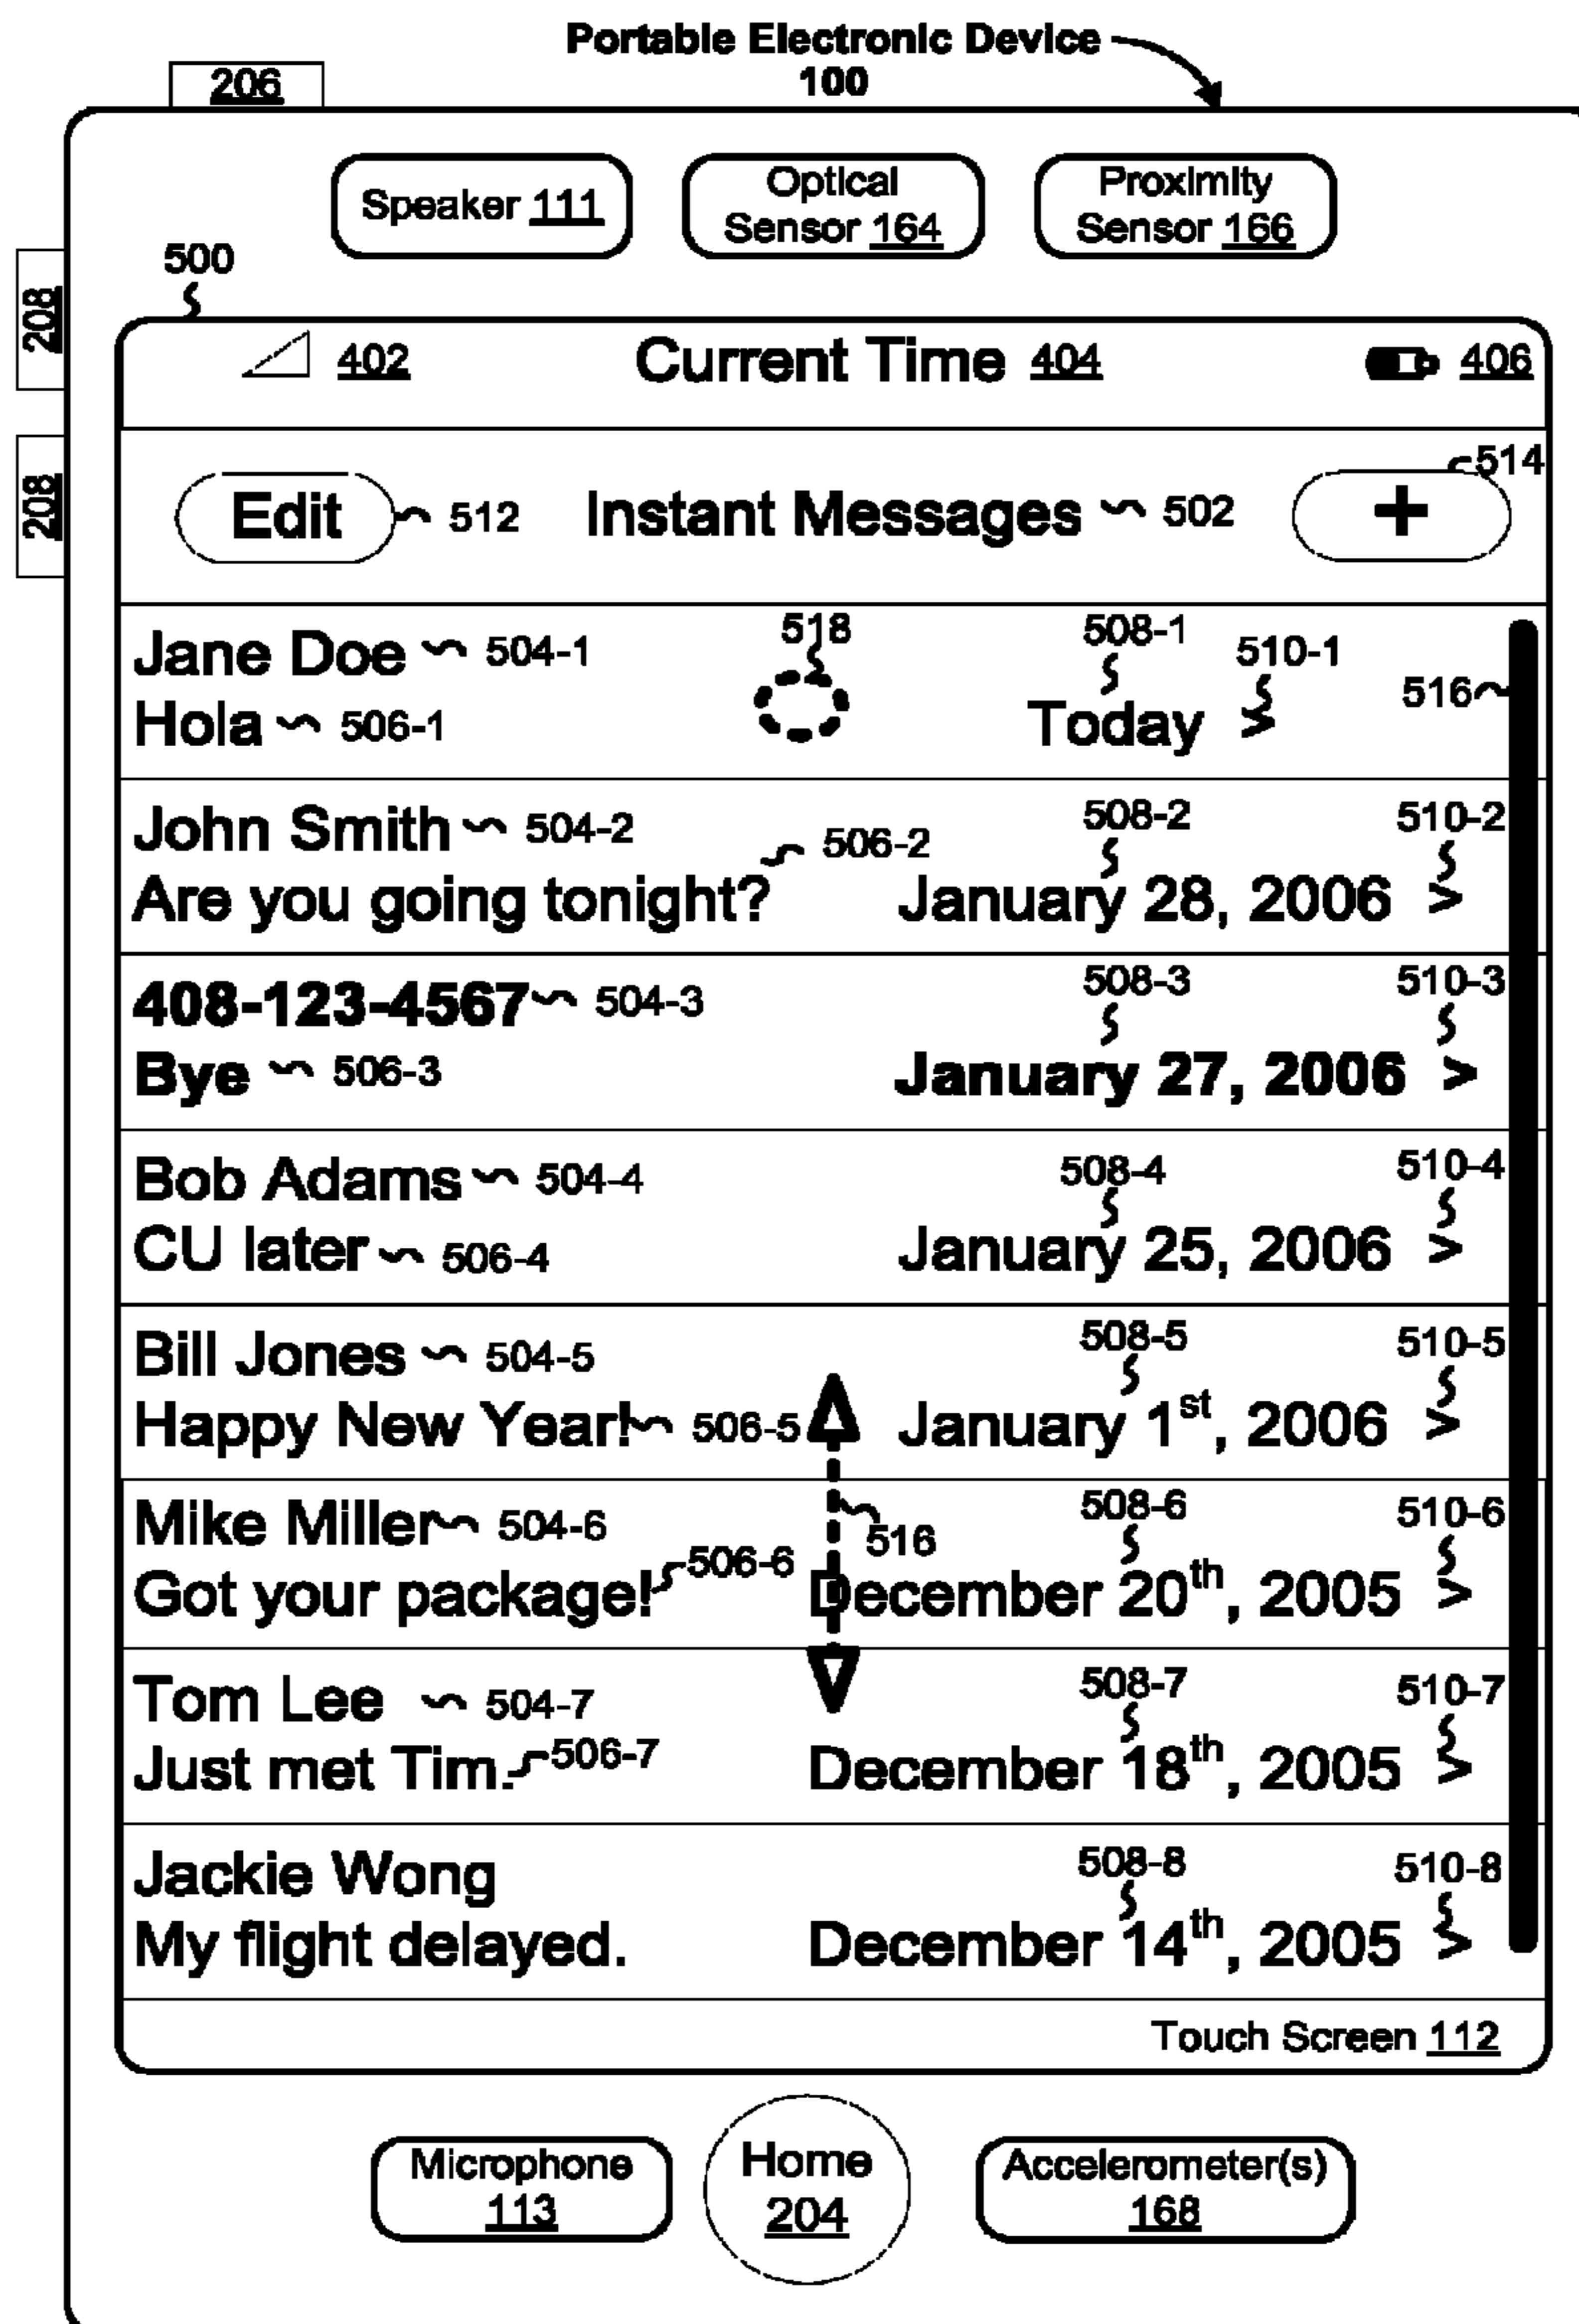 Portable Electronic Device
100
206
Speaker 111
Optical
Sensor 164
Proximity
Sensor 166
500
208
402 Current Time 404 406
514
208
Edit 512 Instant Messages 502 +
518 508-1
Jane Doe 504-1 510-1
516
Hola 506-1 Today >
John Smith 504-2 508-2 510-2
506-2
Are you going tonight? January 28, 2006 >
508-3 510-3
408-123-4567 504-3
Bye 506-3 January 27, 2006 >
Bob Adams 504-4 508-4 510-4
CU later 506-4 January 25, 2006 >
Bill Jones 504-5 508-5 510-5
Happy New Year! 506-5 January 1st, 2006 >
Mike Miller 504-6 508-6 510-6
506-6 516
Got your package! December 20th, 2005 >
Tom Lee 504-7 508-7 510-7
Just met Tim. 506-7 December 18th, 2005 >
Jackie Wong 508-8 510-8
My flight delayed. December 14th, 2005 >
Touch Screen 112
Microphone
113
Home
204
Accelerometer(s)
168